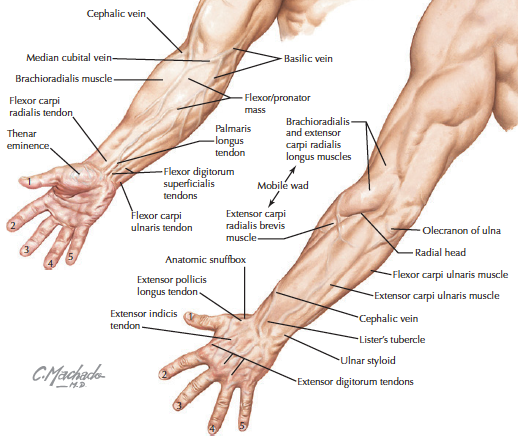 Cephalic vein
Median cubital vein
Basilic vein
Brachioradialis muscle
Flexor/pronator
mass
Flexor carpi
radialis tendon
Thenar
eminence
Palmaris
longus
tendon
Brachioradialis
and extensor
carpi radialis
longus muscles
Flexor digitorum
superficialis
tendons
Mobile wad
Flexor carpi
ulnaris tendon
Extensor carpi
radialis brevis
muscle
1
2
3
4
5
Olecranon of ulna
Radial head
Anatomic snuffbox
Flexor carpi ulnaris muscle
Extensor pollicis
longus tendon
Extensor carpi ulnaris muscle
Extensor indicis
tendon
Cephalic vein
Lister's tubercle
Ulnar styloid
Extensor digitorum tendons
1
2
3
4
5
C. Machado
M.D.